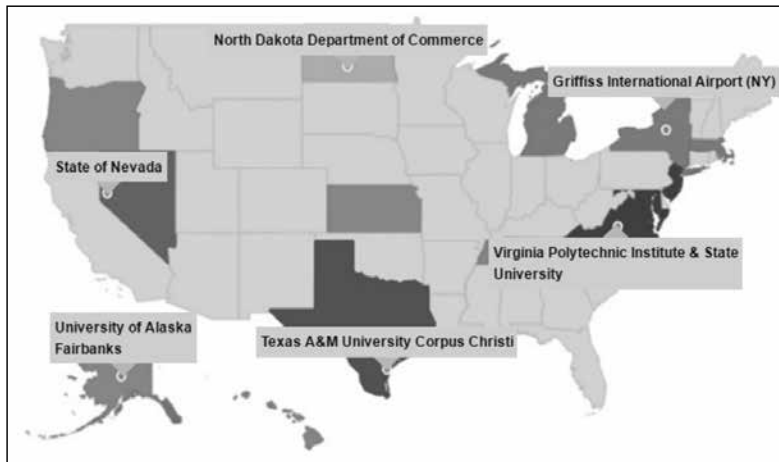 North Dakota Department of Commerce
Griffiss International Airport (NY)
State of Nevada
Virginia Polytechnic Institute & State
University
University of Alaska
Fairbanks
Texas A&M University Corpus Christi